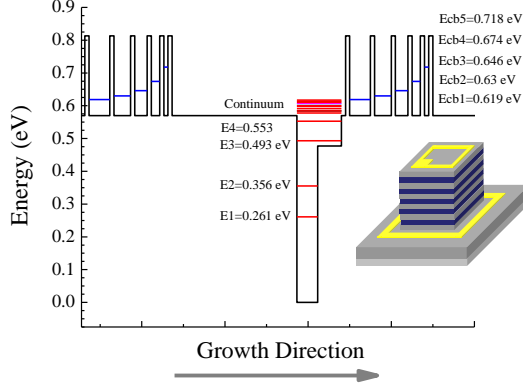 0.9
0.8
0.7
0.6
0.5
0.4
0.3
0.2
0.1
0.0
Energy (eV)
Growth Direction
Continuum
E4=0.553
E3=0.493 eV
E2=0.356 eV
E1=0.261 eV
Ecb5=0.718 eV
Ecb4=0.674 eV
Ecb3=0.646 eV
Ecb2=0.63 eV
Ecb1=0.619 eV